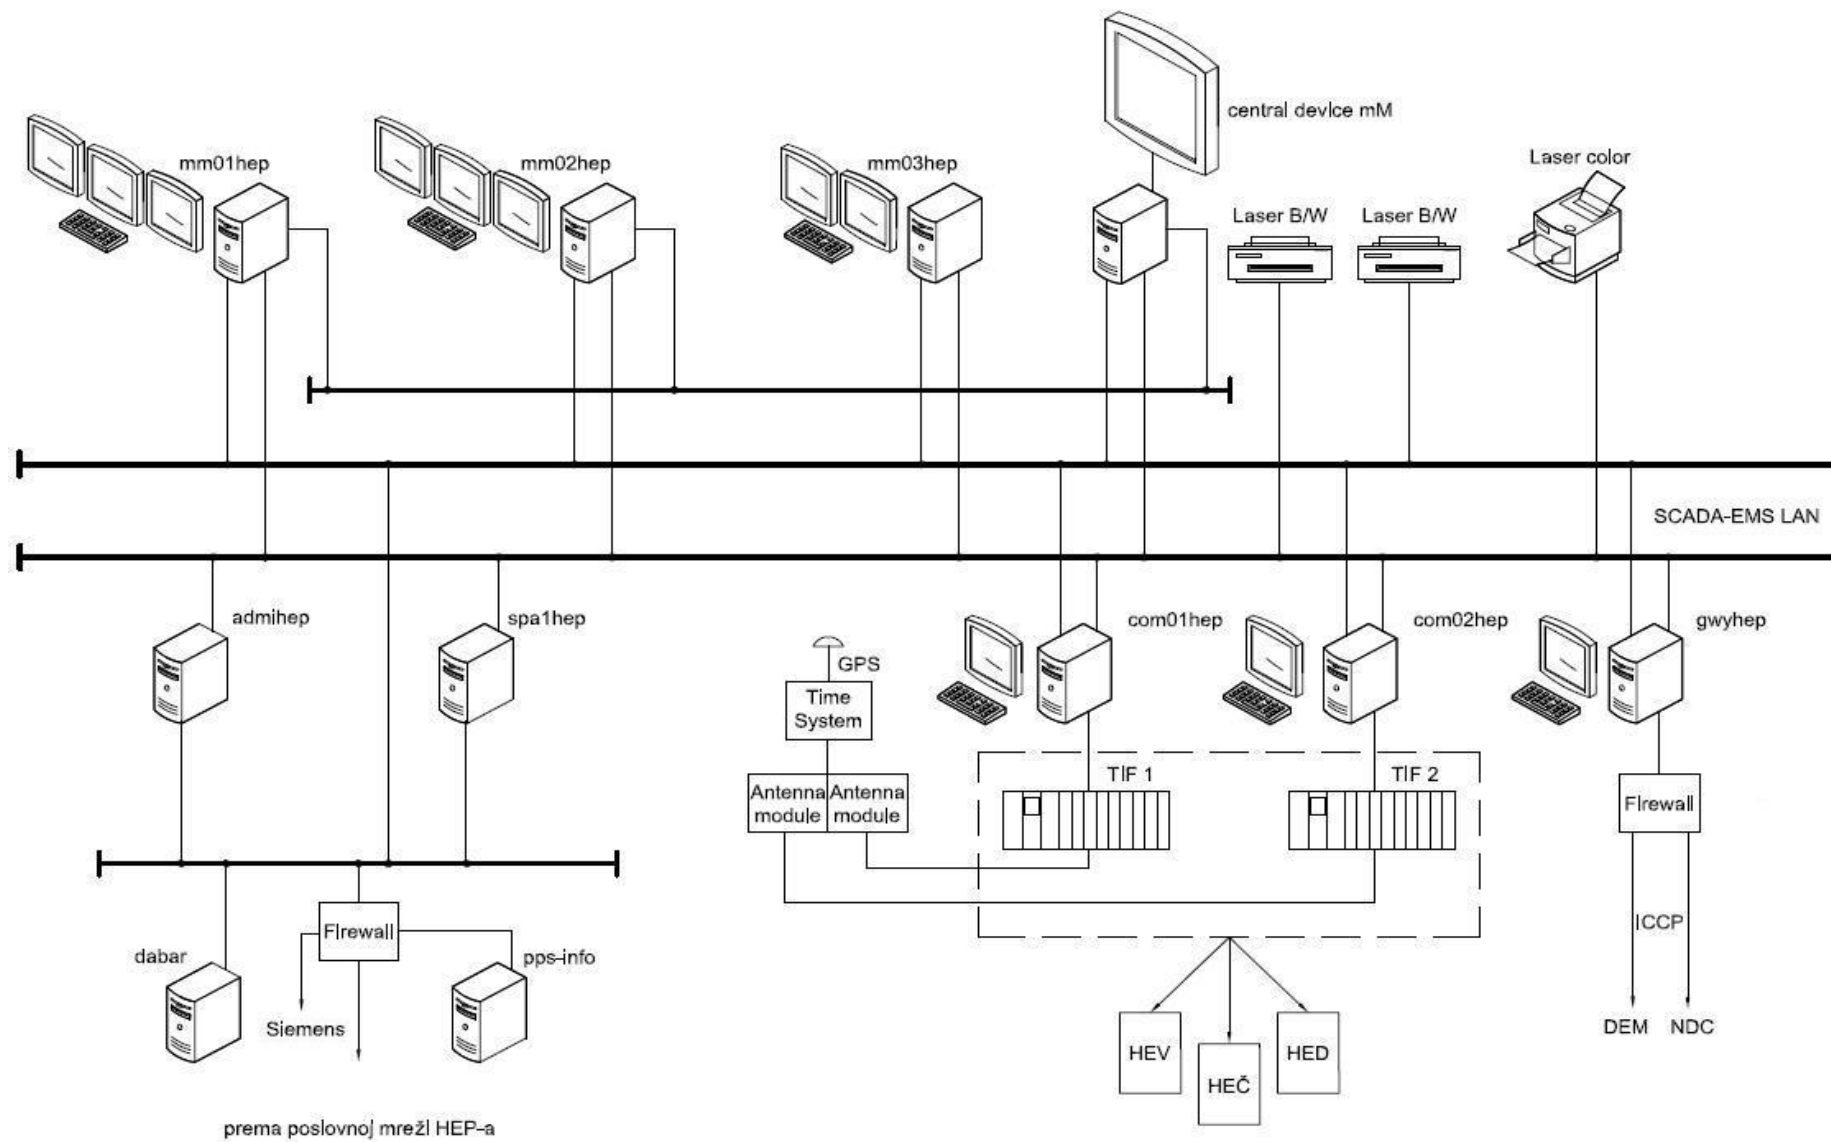 central device mM
mm01hep
mm02hep
mm03hep
Laser color
Laser B/W
Laser B/W
SCADA-EMS LAN
admihep
spa1hep
com01hep
com02hep
gwyhep
GPS
Time
System
TIF 1
TIF 2
Antenna
module
Antenna
module
Firewall
Firewall
ICCP
dabar
pps-info
Siemens
DEM
NDC
HEV
HEČ
HED
prema poslovnoj mreži HEP-a